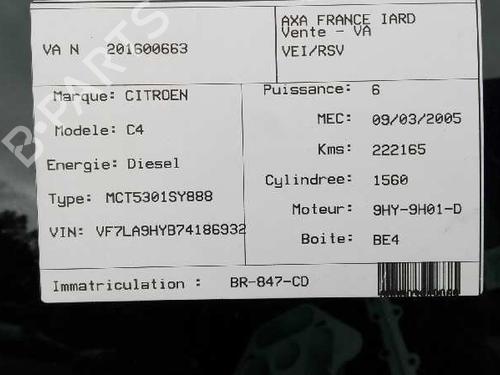 AXA FRANCE IARD
Vente - VA
VEI/RSV
VA N 201600663
Marque: CITROEN
Modele: C4
Energie: Diesel
Type: MCT5301SY888
VIN: VF7LA9HYB74186932
Puissance: 6
MEC: 09/03/2005
Kms: 222165
Cylindree: 1560
Moteur: 9HY-9H01-D
Boite: BE4
Immatriculation : BR-847-CD
B-PARTS